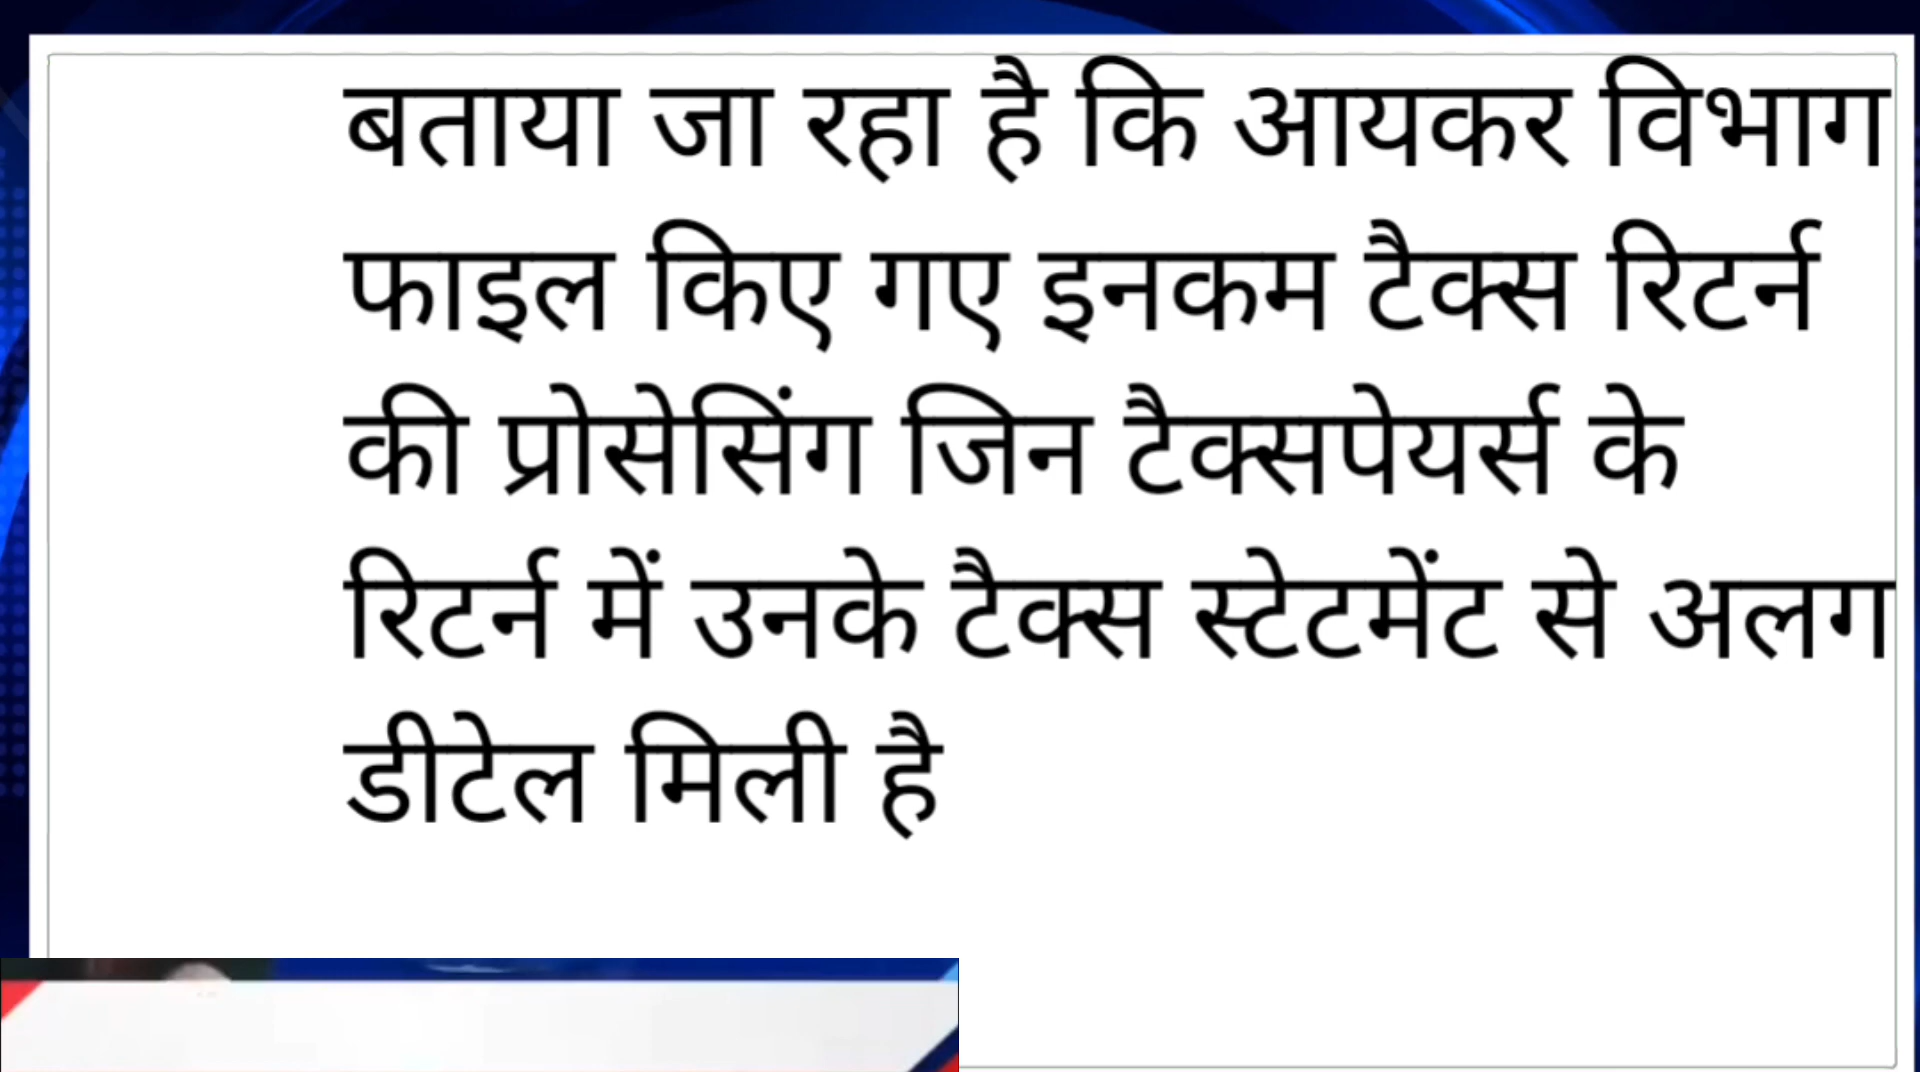 बताया जा रहा है कि आयकर विभाग
फाइल किए गए इनकम टैक्स रिटर्न
की प्रोसेसिंग जिन टैक्सपेयर्स के
रिटर्न में उनके टैक्स स्टेटमेंट से अलग
डीटेल मिली है